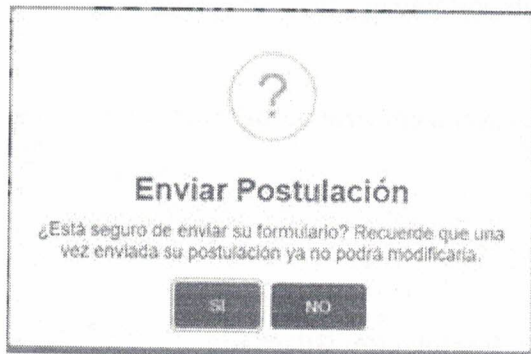 ?
Enviar Postulación
¿Está seguro de enviar su formulario? Recuerde que una
vez enviada su postulación ya no podrá modificarla.
SI
NO